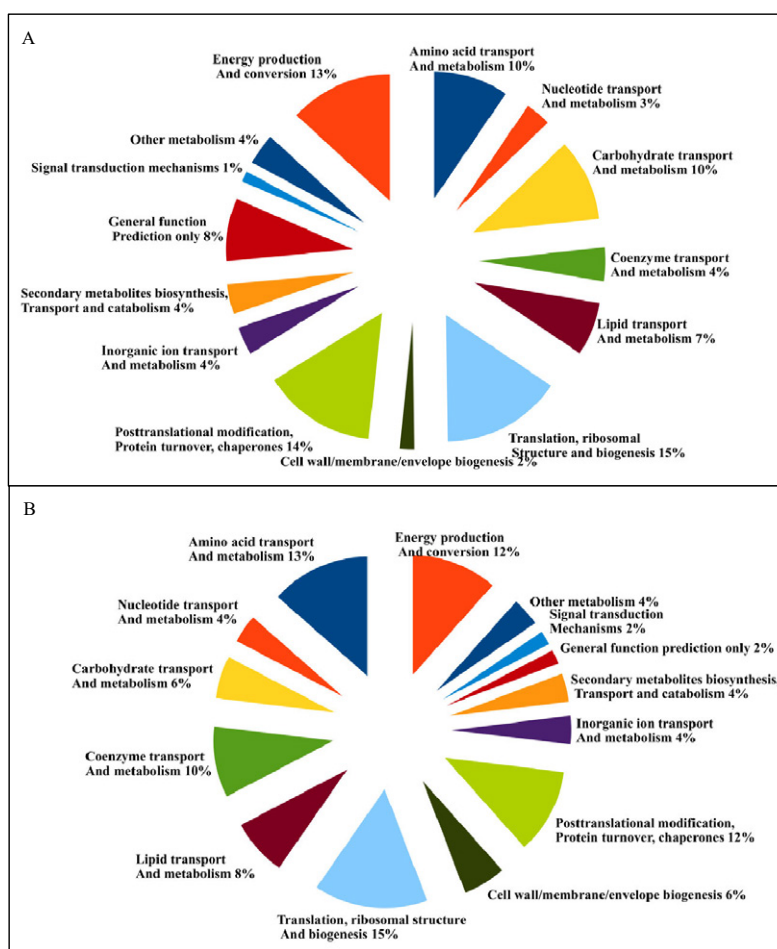 A
Energy production
And conversion 13%
Amino acid transport
And metabolism 10%
Nucleotide transport
And metabolism 3%
Carbohydrate transport
And metabolism 10%
Coenzyme transport
And metabolism 4%
Lipid transport
And metabolism 7%
Translation, ribosomal
Structure and biogenesis 15%
Cell wall/membrane/envelope biogenesis 2%
Posttranslational modification,
Protein turnover, chaperones 14%
Inorganic ion transport
And metabolism 4%
Secondary metabolites biosynthesis,
Transport and catabolism 4%
General function
Prediction only 8%
Signal transduction mechanisms 1%
Other metabolism 4%
B
Amino acid transport
And metabolism 13%
Energy production
And conversion 12%
Other metabolism 4%
Signal transduction
Mechanisms 2%
General function prediction only 2%
Secondary metabolites biosynthesis,
Transport and catabolism 4%
Inorganic ion transport
And metabolism 4%
Posttranslational modification,
Protein turnover, chaperones 12%
Cell wall/membrane/envelope biogenesis 6%
Translation, ribosomal structure
And biogenesis 15%
Lipid transport
And metabolism 8%
Coenzyme transport
And metabolism 10%
Carbohydrate transport
And metabolism 6%
Nucleotide transport
And metabolism 4%